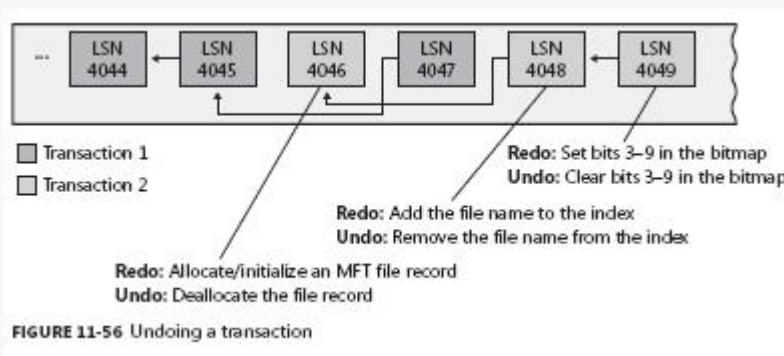 ...
LSN
4044
LSN
4045
LSN
4046
LSN
4047
LSN
4048
LSN
4049
Transaction 1
Transaction 2
Redo: Set bits 3–9 in the bitmap
Undo: Clear bits 3–9 in the bitmap
Redo: Add the file name to the index
Undo: Remove the file name from the index
Redo: Allocate/initialize an MFT file record
Undo: Deallocate the file record
FIGURE 11-56 Undoing a transaction